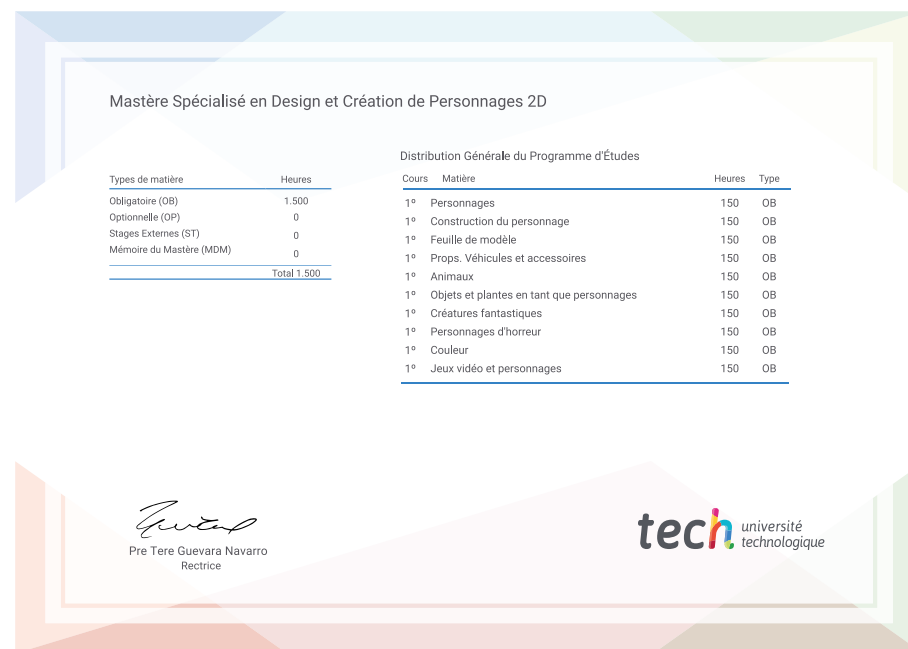 Mastère Spécialisé en Design et Création de Personnages 2D
Types de matière Heures
Obligatoire (OB) 1.500
Optionnelle (OP) 0
Stages Externes (ST) 0
Mémoire du Mastère (MDM) 0
Total 1.500
Distribution Générale du Programme d'Études
Cours Matière Heures Type
1º Personnages 150 OB
1º Construction du personnage 150 OB
1º Feuille de modèle 150 OB
1º Props. Véhicules et accessoires 150 OB
1º Animaux 150 OB
1º Objets et plantes en tant que personnages 150 OB
1º Créatures fantastiques 150 OB
1º Personnages d'horreur 150 OB
1º Couleur 150 OB
1º Jeux vidéo et personnages 150 OB
Pre Tere Guevara Navarro
Rectrice
tech université
technologique